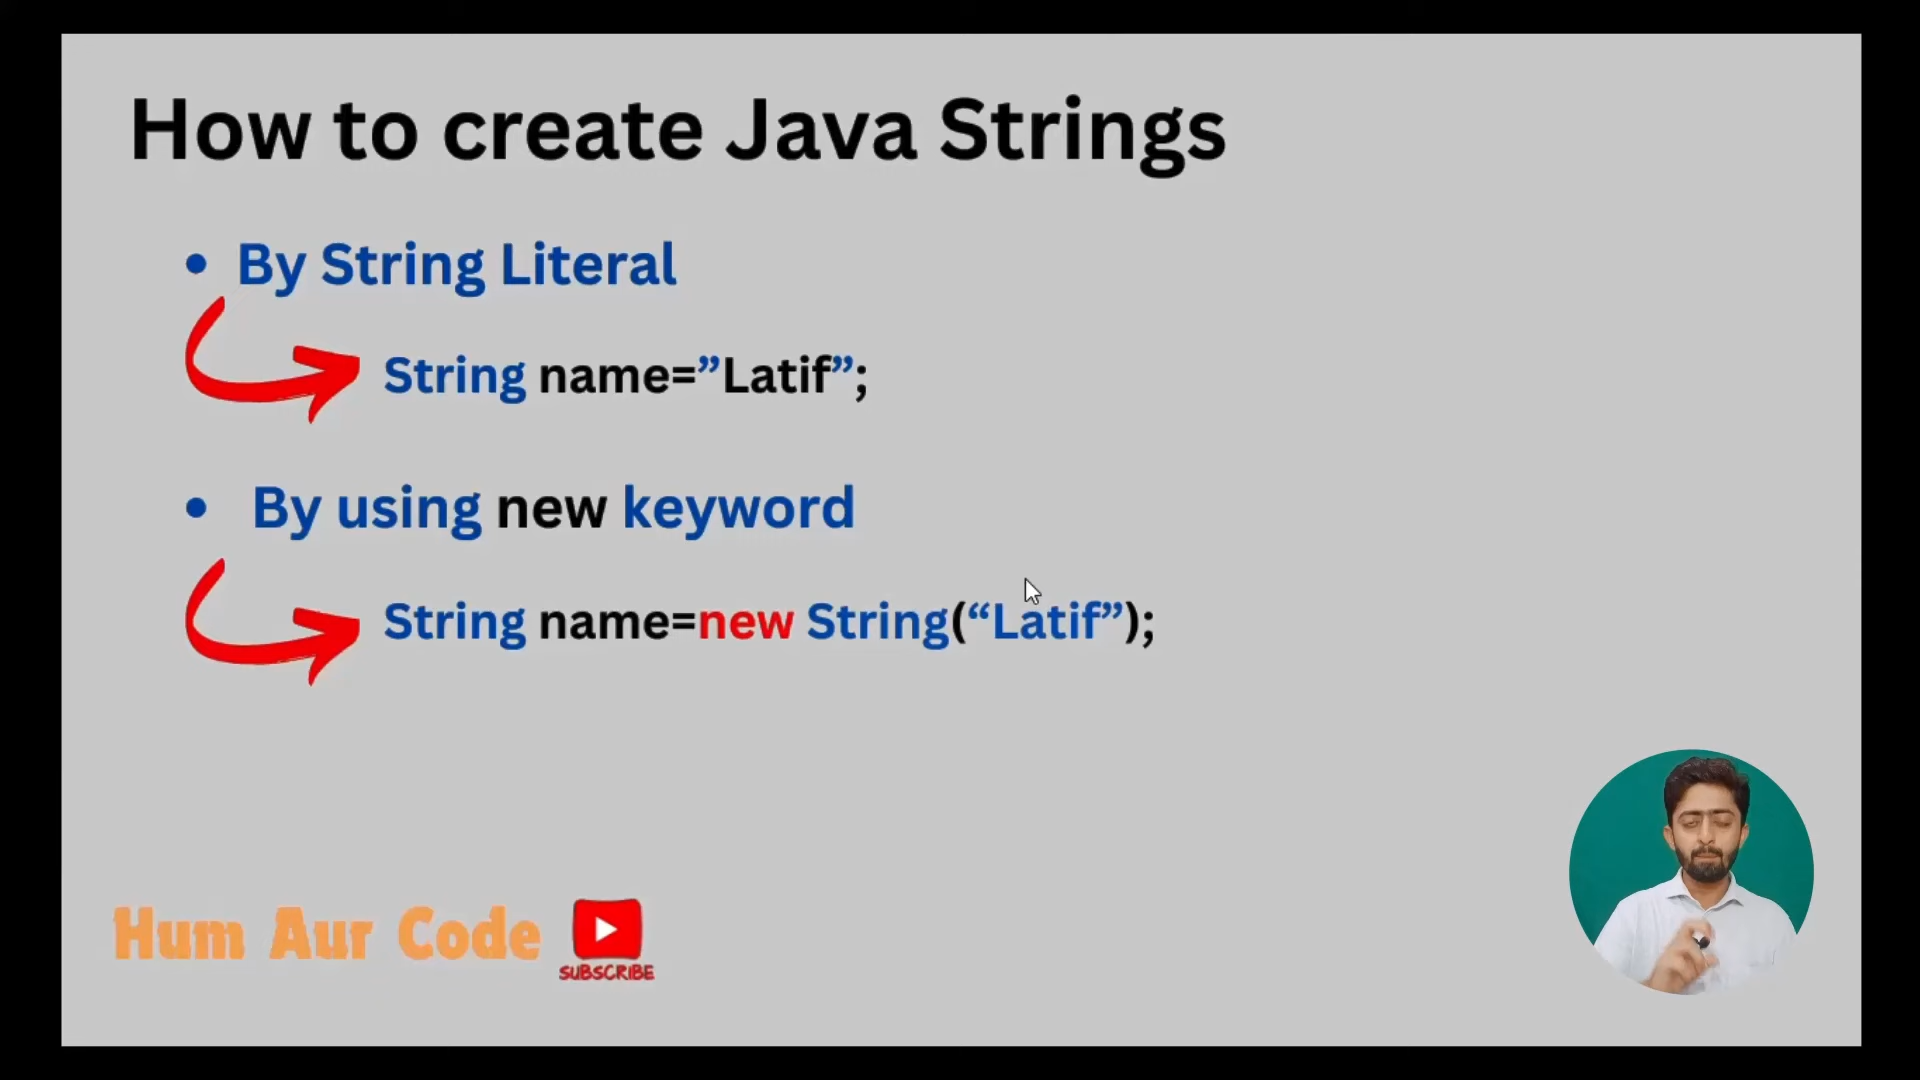 How to create Java Strings
• By String Literal
String name=”Latif”;
• By using new keyword
String name=new String(“Latif”);
Hum Aur Code
SUBSCRIBE